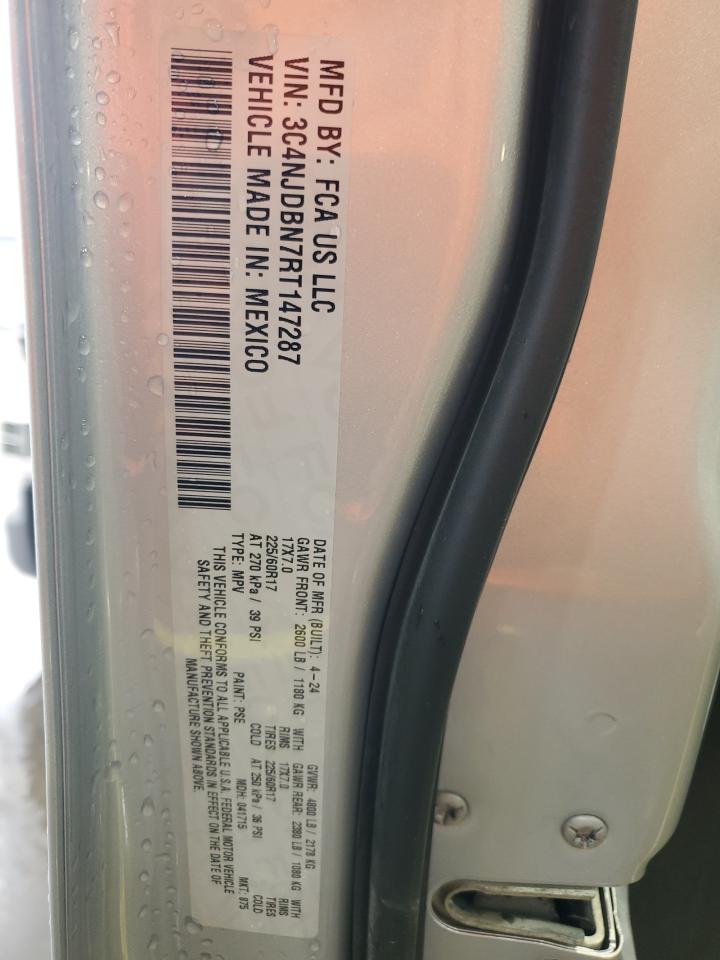 MFD BY: FCA US LLC
VIN: 3C4NJDBN7RT147287
VEHICLE MADE IN: MEXICO
DATE OF MFR (BUILT): 4-24 GVWR: 4800 LB / 2178 KG
GAWR FRONT: 2600 LB / 1180 KG WITH GAWR REAR: 2380 LB / 1080 KG WITH
17X7.0 RIMS 17X7.0 RIMS
225/60R17 TIRES 225/60R17 TIRES
AT 270 kPa / 39 PSI COLD AT 250 kPa / 36 PSI COLD
TYPE: MPV PAINT: PSE MDH: 041715 MKT: 875
THIS VEHICLE CONFORMS TO ALL APPLICABLE U.S.A. FEDERAL MOTOR VEHICLE
SAFETY AND THEFT PREVENTION STANDARDS IN EFFECT ON THE DATE OF
MANUFACTURE SHOWN ABOVE.